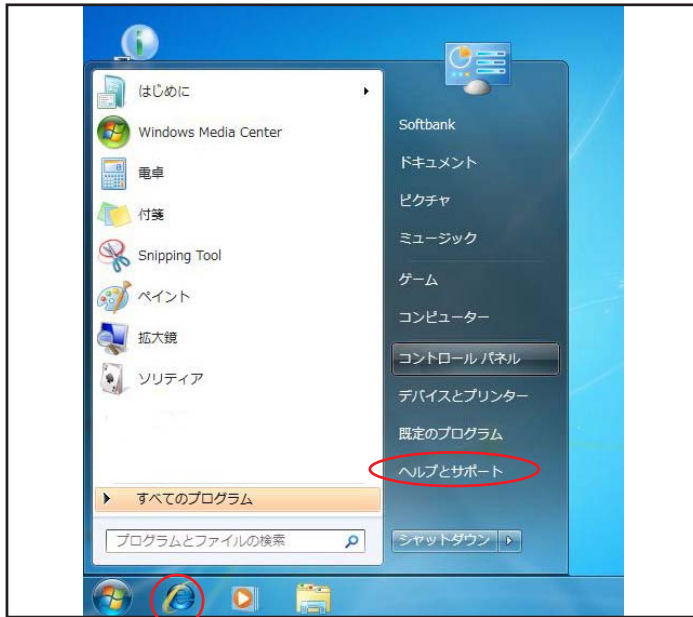 はじめに
Windows Media Center
電卓
付箋
Snipping Tool
ペイント
拡大鏡
ソリティア
すべてのプログラム
プログラムとファイルの検索
Softbank
ドキュメント
ピクチャ
ミュージック
ゲーム
コンピューター
コントロール パネル
デバイスとプリンター
既定のプログラム
ヘルプとサポート
シャットダウン